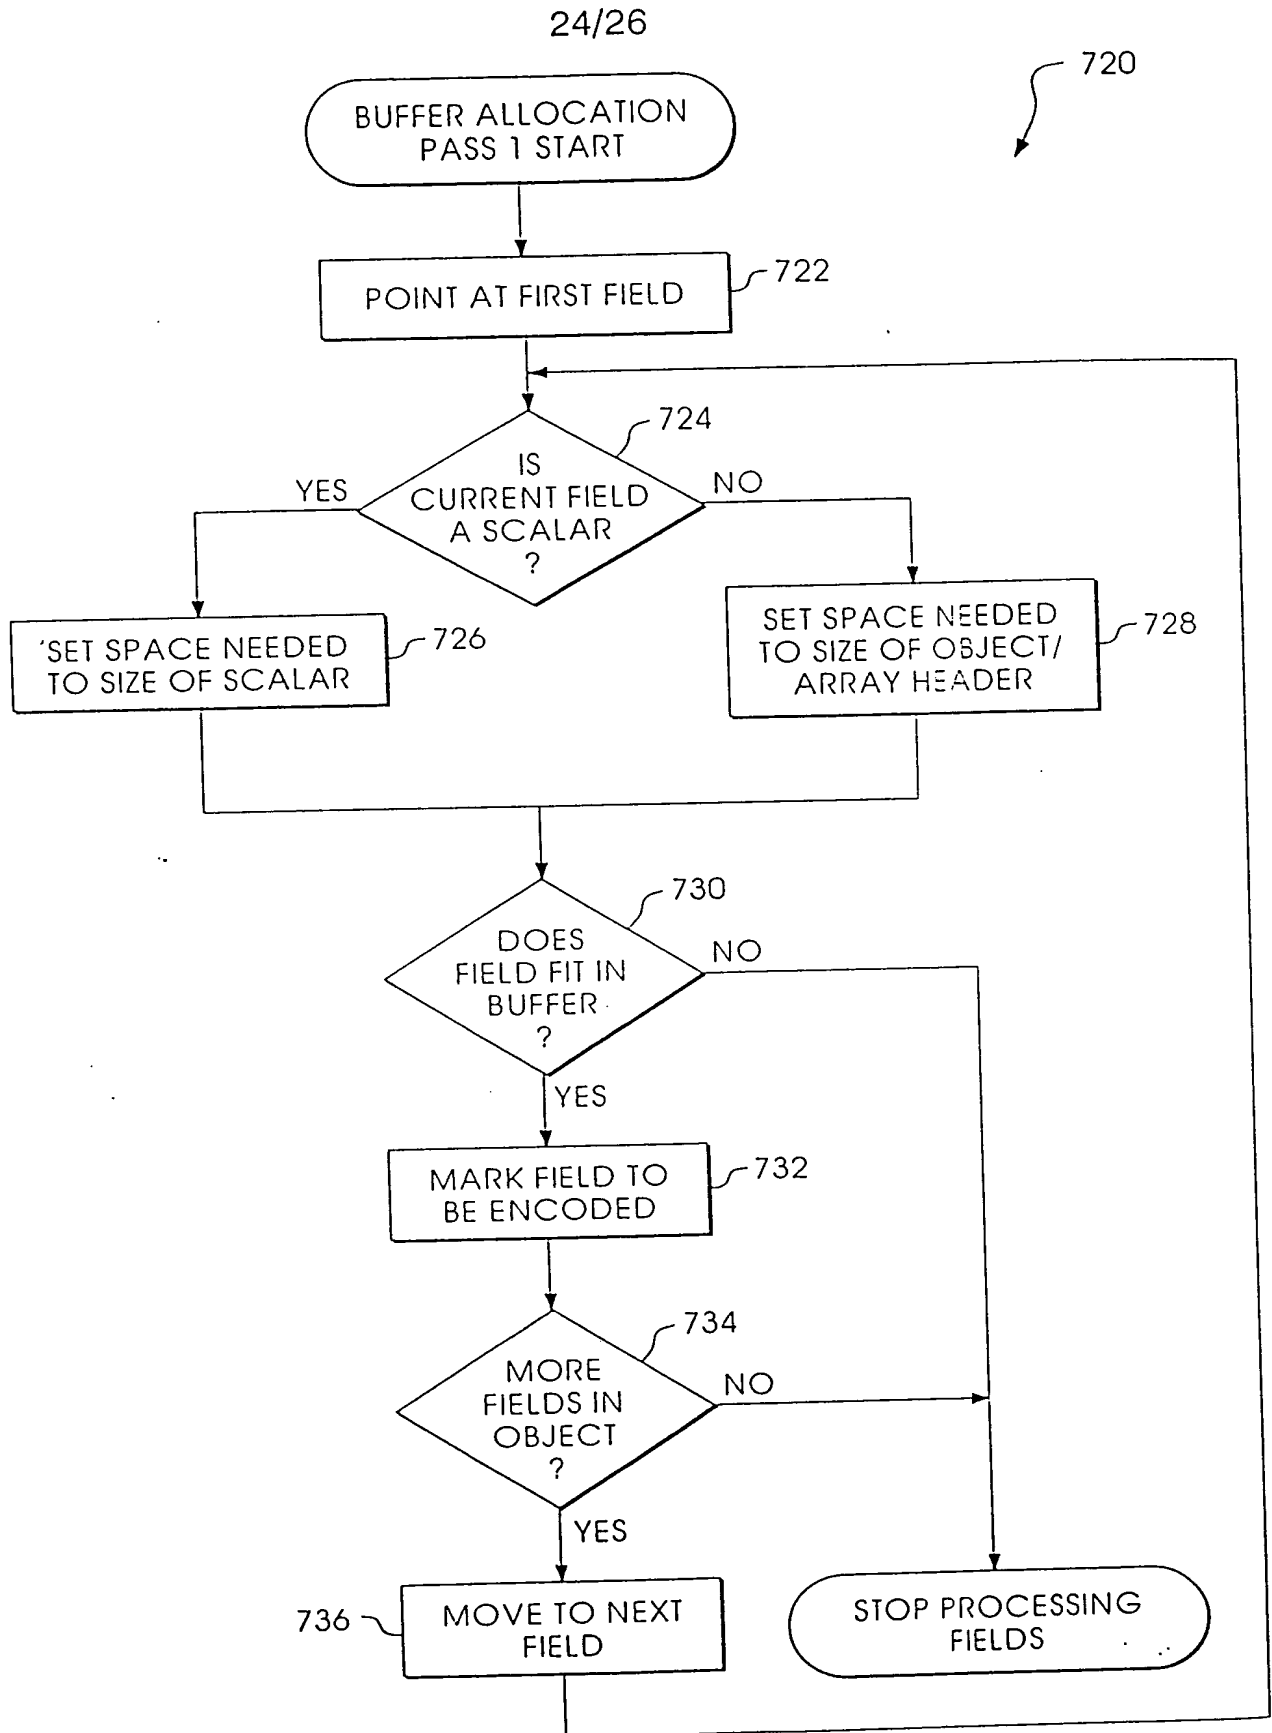 24/26
720
BUFFER ALLOCATION
PASS 1 START
POINT AT FIRST FIELD
722
724
IS
CURRENT FIELD
A SCALAR
?
YES
NO
SET SPACE NEEDED
TO SIZE OF SCALAR
726
SET SPACE NEEDED
TO SIZE OF OBJECT/
ARRAY HEADER
728
730
DOES
FIELD FIT IN
BUFFER
?
NO
YES
MARK FIELD TO
BE ENCODED
732
734
MORE
FIELDS IN
OBJECT
?
NO
YES
736
MOVE TO NEXT
FIELD
STOP PROCESSING
FIELDS